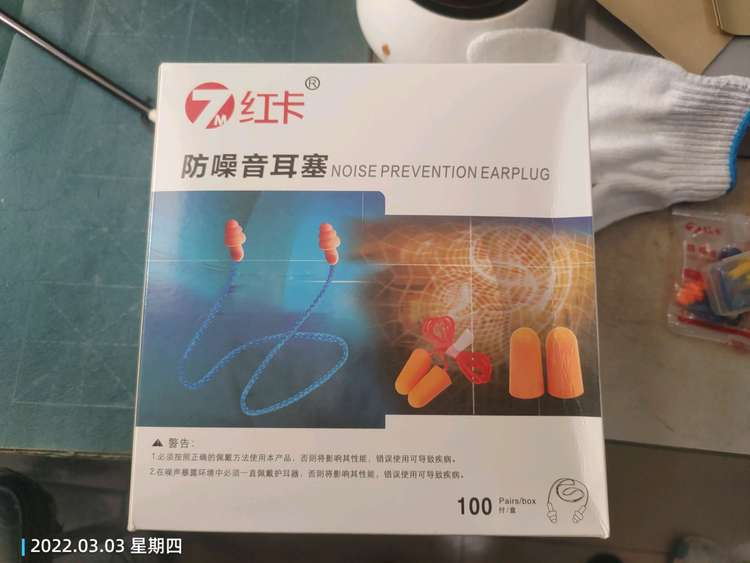 7M 红卡®
防噪音耳塞 NOISE PREVENTION EARPLUG
警告:
1.必须按照正确的佩戴方法使用本产品，否则将影响其性能，错误使用可导致疾病。
2.在噪声暴露环境中必须一直佩戴护耳器，否则将影响其性能，错误使用可导致疾病。
100 Pairs/box
付/盒
红卡
2022.03.03 星期四